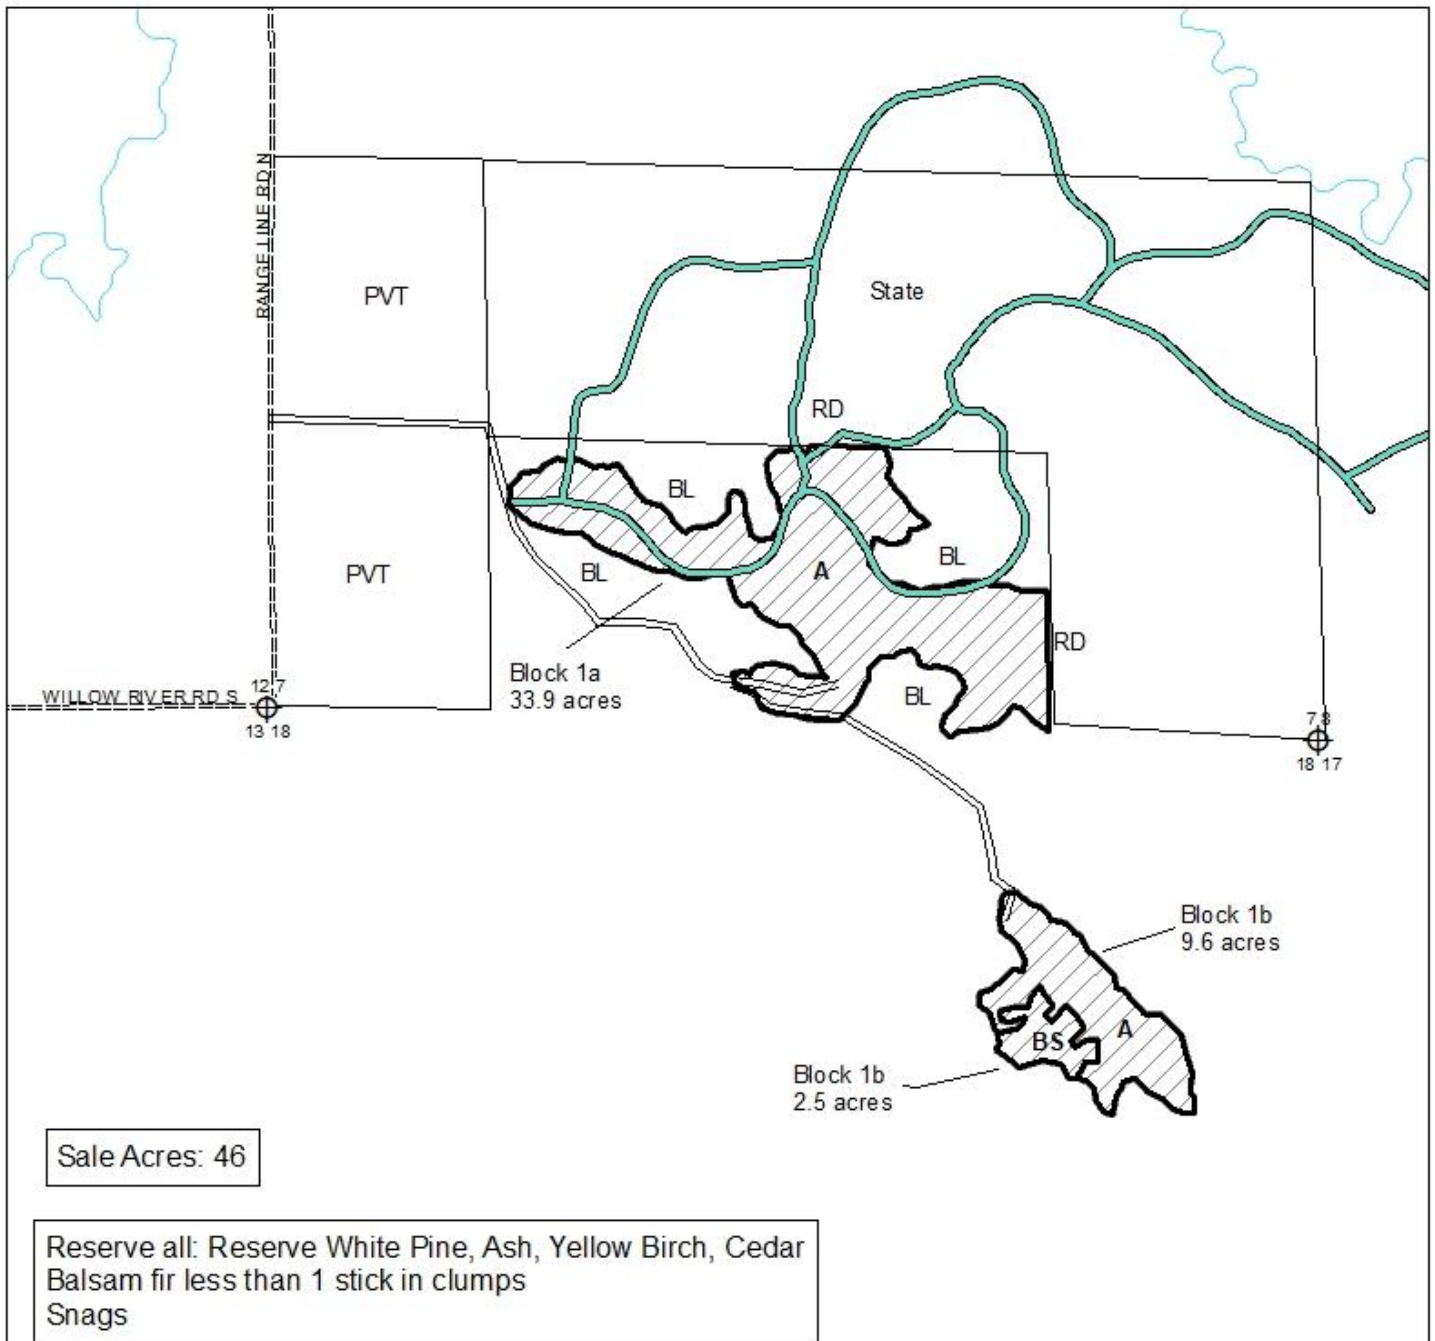 RANGE LINE RD N
PVT
State
RD
BL
BL
A
PVT
BL
RD
Block 1a
33.9 acres
BL
WILLOW RIVER RD S
12 7
13 18
7 8
18 17
Block 1b
9.6 acres
A
BS
Block 1b
2.5 acres
Sale Acres: 46
Reserve all: Reserve White Pine, Ash, Yellow Birch, Cedar
Balsam fir less than 1 stick in clumps
Snags